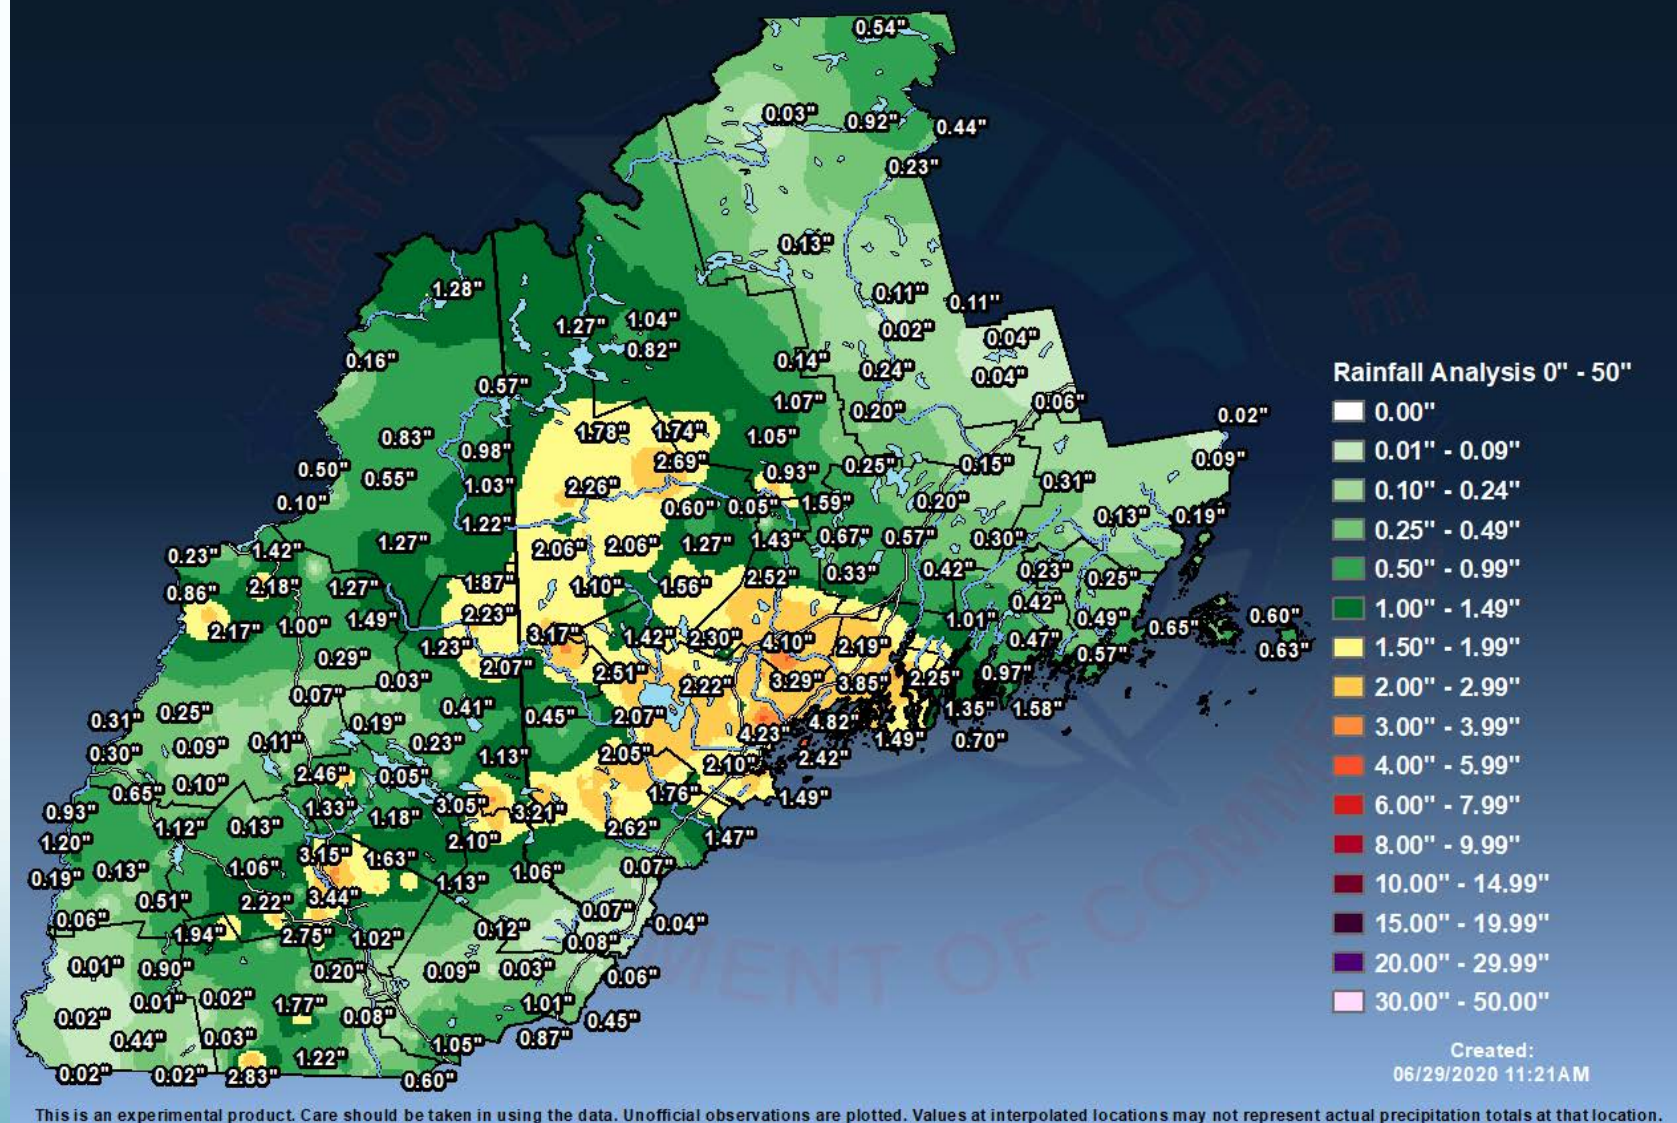 NATIONAL
SERVICE
0.54"
0.03" 0.92" 0.44"
0.23"
0.13"
1.28" 0.11" 0.11"
1.27" 1.04" 0.02" 0.04"
0.16" 0.82" 0.14" 0.24" 0.04"
0.57" 1.07" 0.20" 0.06" 0.02"
0.83" 0.98" 1.78" 1.74" 1.05"
0.50" 0.55" 1.03" 2.26" 2.69" 0.93" 0.25" 0.15" 0.31" 0.09"
0.10" 1.22" 0.60" 0.05" 1.59" 0.20" 0.13" 0.19"
0.23" 1.42" 1.27" 2.06" 2.06" 1.27" 1.43" 0.67" 0.57" 0.30"
0.86" 2.18" 1.27" 1.87" 1.10" 1.56" 2.52" 0.33" 0.42" 0.23" 0.25"
2.17" 1.00" 1.49" 2.23" 1.01" 0.42" 0.49" 0.65" 0.60"
0.29" 1.23" 3.17" 1.42" 2.30" 4.10" 2.19" 0.47" 0.57" 0.63"
0.07" 0.03" 2.07" 2.51" 2.22" 3.29" 3.85" 2.25" 0.97"
0.31" 0.25" 0.19" 0.41" 0.45" 2.07" 4.23" 4.82" 1.35" 1.58"
0.30" 0.09" 0.11" 0.23" 1.13" 2.05" 2.10" 2.42" 1.49" 0.70"
0.65" 0.10" 2.46" 0.05" 1.76" 1.49"
0.93" 1.12" 0.13" 1.33" 1.18" 3.05" 3.21" 2.62" 1.47"
1.20" 2.10"
0.19" 0.13" 1.06" 3.15" 1.63" 1.13" 1.06" 0.07"
0.51" 2.22" 3.44"
0.06" 1.94" 2.75" 1.02" 0.12" 0.07" 0.08" 0.04"
0.01" 0.90" 0.20" 0.09" 0.03" 0.06"
0.02" 0.01" 0.02" 1.77" 0.08" 1.01" 0.45"
0.44" 0.03" 1.22" 1.05" 0.87"
0.02" 0.02" 2.83" 0.60"
Rainfall Analysis 0" - 50"
0.00"
0.01" - 0.09"
0.10" - 0.24"
0.25" - 0.49"
0.50" - 0.99"
1.00" - 1.49"
1.50" - 1.99"
2.00" - 2.99"
3.00" - 3.99"
4.00" - 5.99"
6.00" - 7.99"
8.00" - 9.99"
10.00" - 14.99"
15.00" - 19.99"
20.00" - 29.99"
30.00" - 50.00"
Created:
06/29/2020 11:21AM
This is an experimental product. Care should be taken in using the data. Unofficial observations are plotted. Values at interpolated locations may not represent actual precipitation totals at that location.